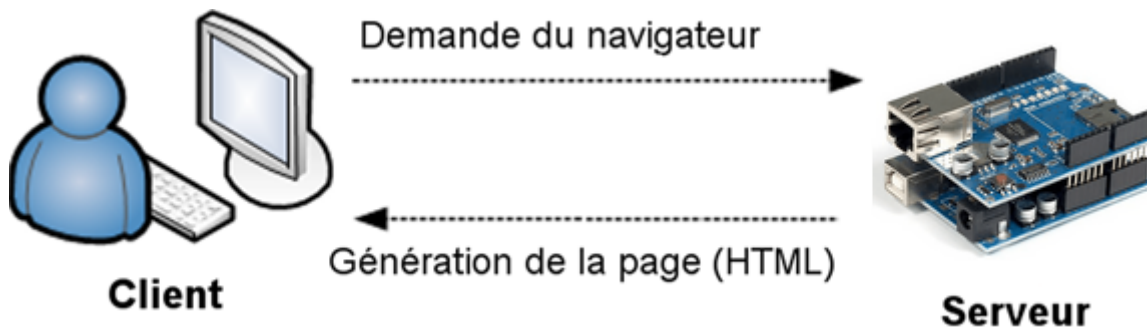 Demande du navigateur
Génération de la page (HTML)
Client
Serveur